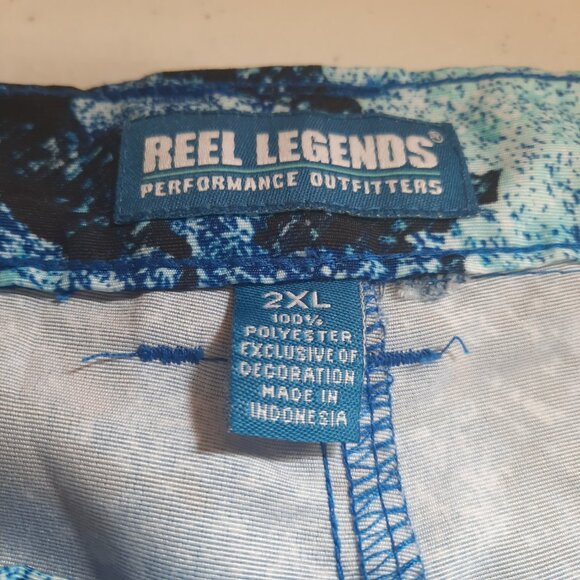 REEL LEGENDS®
PERFORMANCE OUTFITTERS
2XL
100%
POLYESTER
EXCLUSIVE OF
DECORATION
MADE IN
INDONESIA